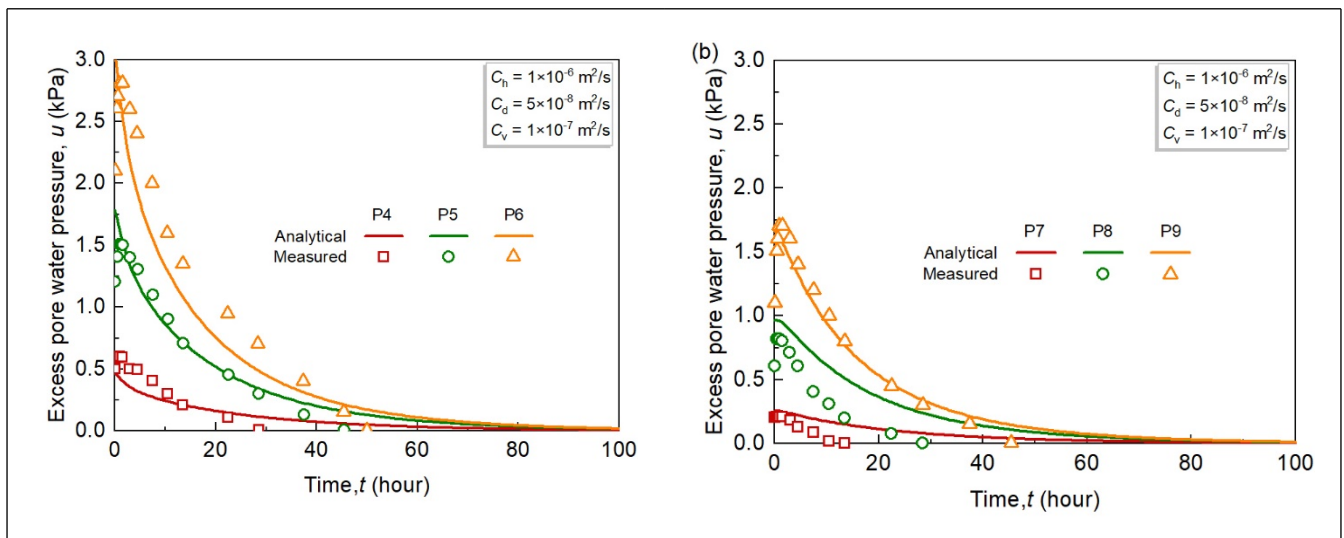 3.0
2.5
2.0
1.5
1.0
0.5
0.0
Excess pore water pressure, u (kPa)
Cₕ = 1×10⁻⁶ m²/s
C_d = 5×10⁻⁸ m²/s
Cᵥ = 1×10⁻⁷ m²/s
P4 P5 P6
Analytical
Measured
0 20 40 60 80 100
Time,t (hour)
(b)
3.0
2.5
2.0
1.5
1.0
0.5
0.0
Excess pore water pressure, u (kPa)
Cₕ = 1×10⁻⁶ m²/s
C_d = 5×10⁻⁸ m²/s
Cᵥ = 1×10⁻⁷ m²/s
P7 P8 P9
Analytical
Measured
0 20 40 60 80 100
Time,t (hour)